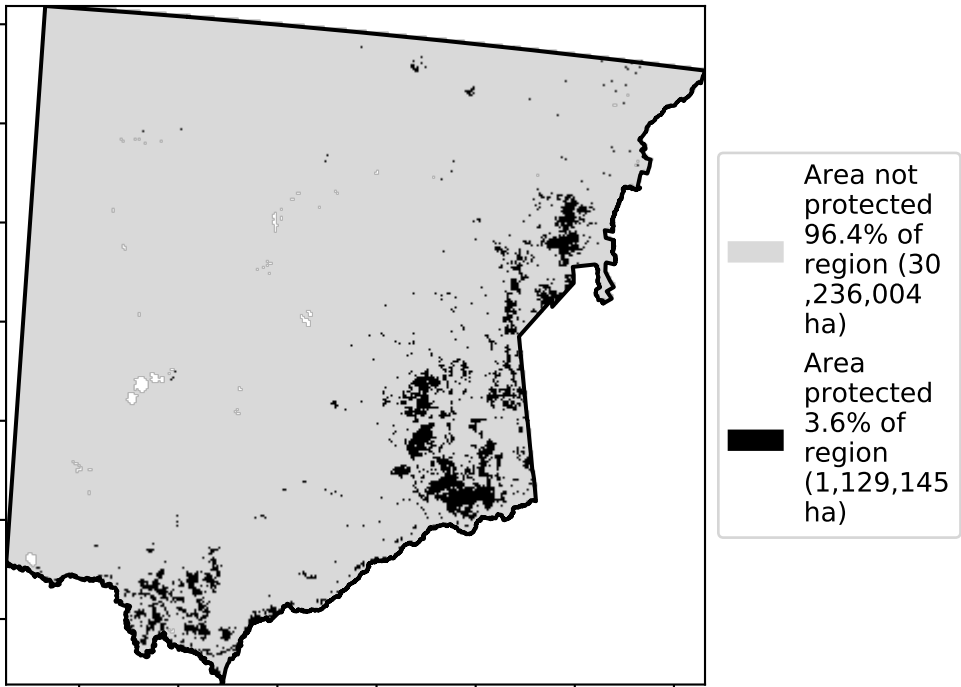 Area not
protected
96.4% of
region (30
,236,004
ha)
Area
protected
3.6% of
region
(1,129,145
ha)